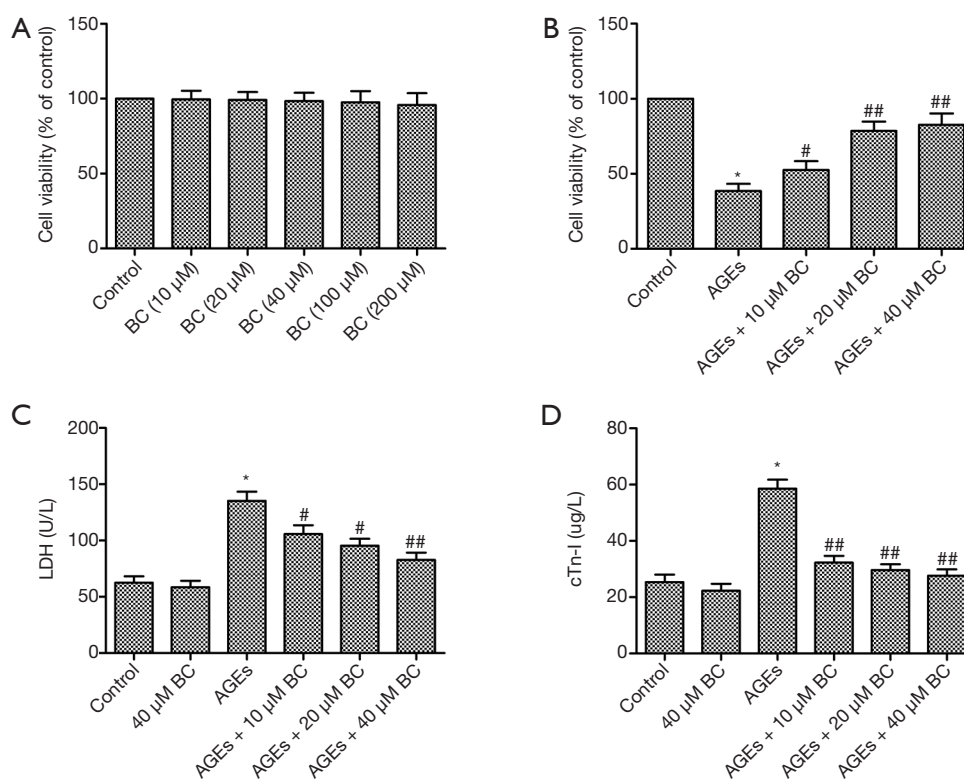 A
Cell viability (% of control)
150
100
50
0
Control
BC (10 µM)
BC (20 µM)
BC (40 µM)
BC (100 µM)
BC (200 µM)
B
Cell viability (% of control)
150
100
50
0
*
#
##
##
Control
AGEs
AGEs + 10 µM BC
AGEs + 20 µM BC
AGEs + 40 µM BC
C
LDH (U/L)
200
150
100
50
0
*
#
#
##
Control
40 µM BC
AGEs
AGEs + 10 µM BC
AGEs + 20 µM BC
AGEs + 40 µM BC
D
cTn-I (ug/L)
80
60
40
20
0
*
##
##
##
Control
40 µM BC
AGEs
AGEs + 10 µM BC
AGEs + 20 µM BC
AGEs + 40 µM BC